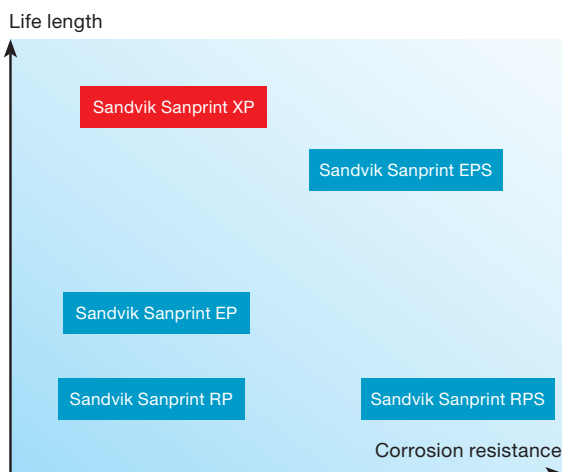 Life length
Sandvik Sanprint XP
Sandvik Sanprint EPS
Sandvik Sanprint EP
Sandvik Sanprint RP
Sandvik Sanprint RPS
Corrosion resistance